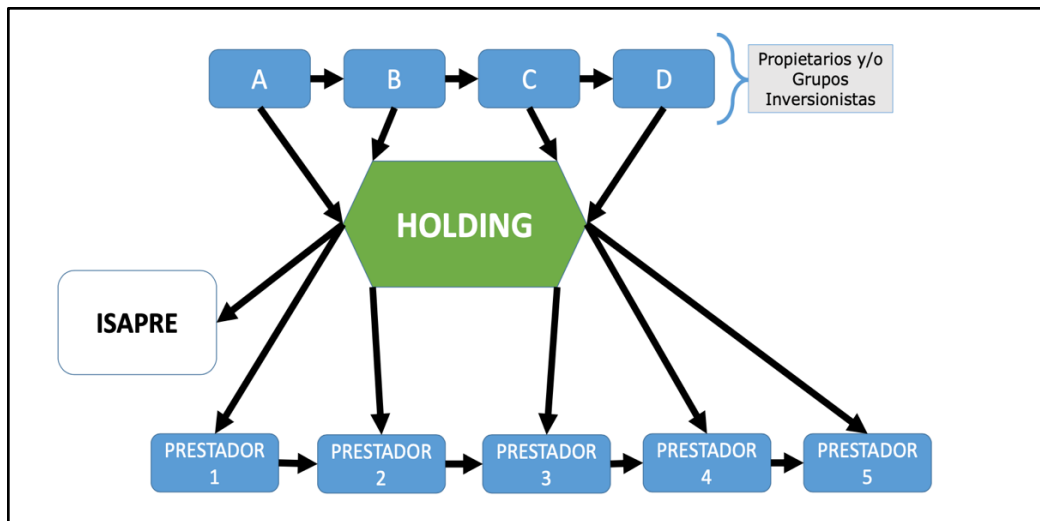 A
B
C
D
Propietarios y/o
Grupos
Inversionistas
HOLDING
ISAPRE
PRESTADOR
1
PRESTADOR
2
PRESTADOR
3
PRESTADOR
4
PRESTADOR
5